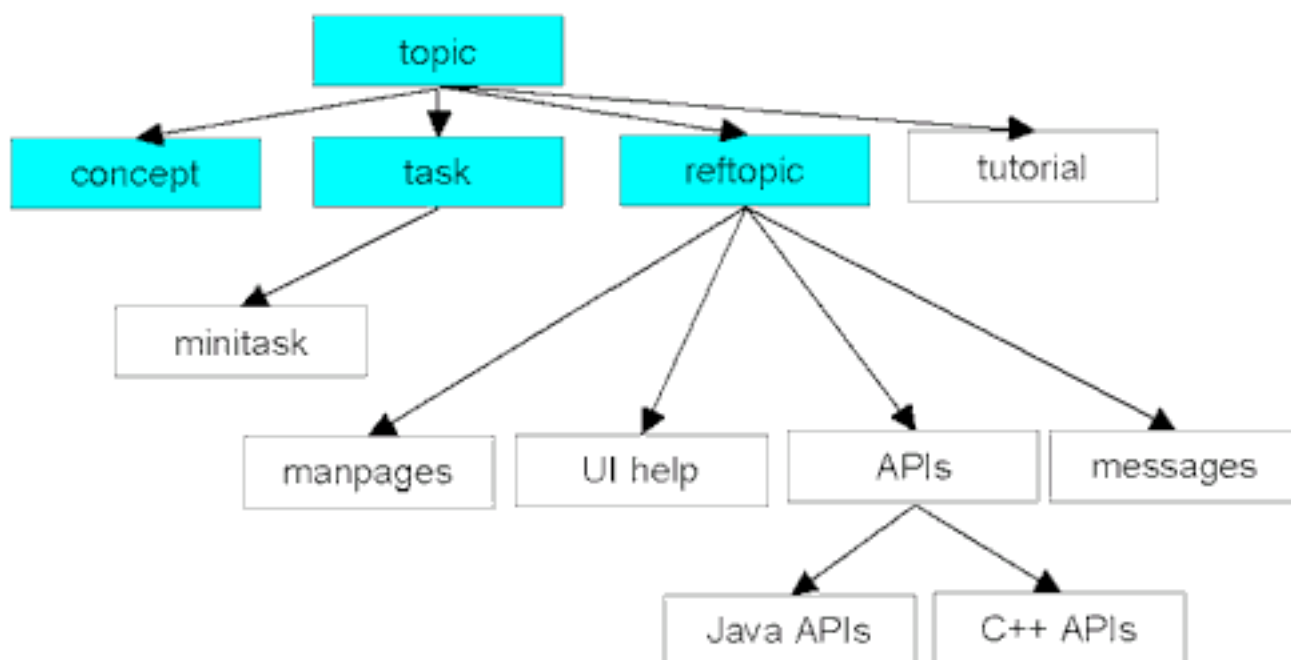 topic
concept
task
reftopic
tutorial
minitask
manpages
UI help
APIs
messages
Java APIs
C++ APIs